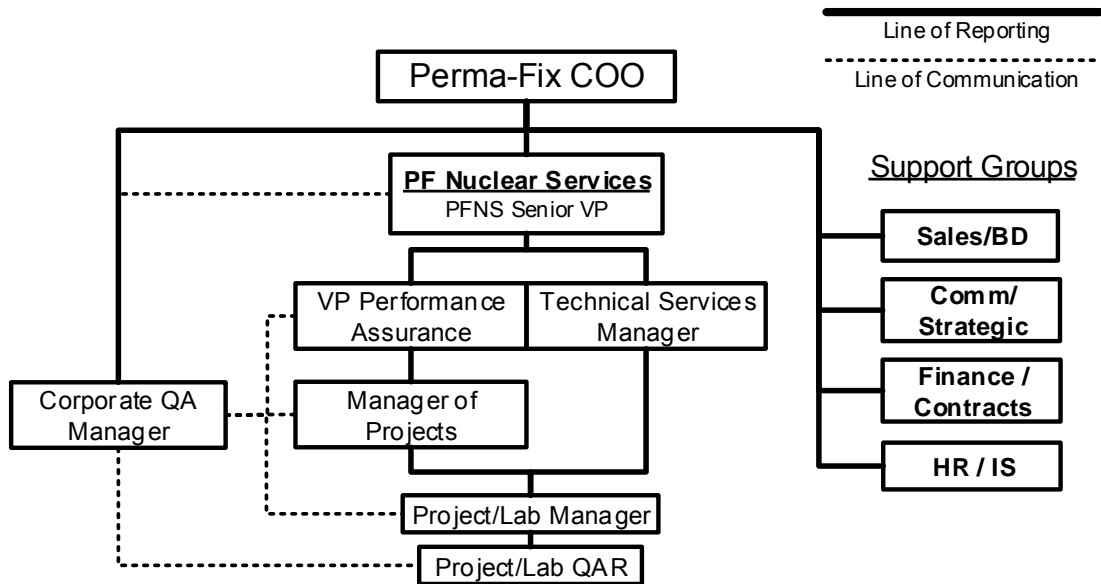 Line of Reporting
Line of Communication
Perma-Fix COO
PF Nuclear Services
PFNS Senior VP
Support Groups
Sales/BD
VP Performance
Assurance
Technical Services
Manager
Comm/
Strategic
Corporate QA
Manager
Manager of
Projects
Finance /
Contracts
HR / IS
Project/Lab Manager
Project/Lab QAR